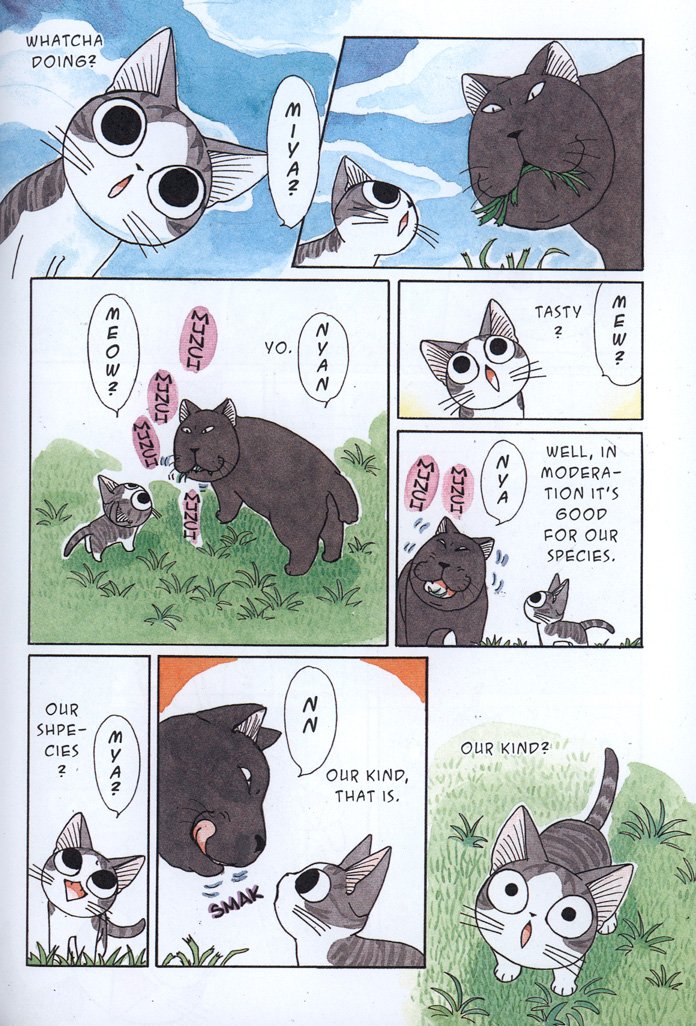 WHATCHA
DOING?
MIYA?
MEOW?
MUNCH
MUNCH
MUNCH
MUNCH
YO.
NYAN
TASTY
?
MEW?
MUNCH
MUNCH
NYA
WELL, IN
MODERA-
TION IT'S
GOOD
FOR OUR
SPECIES.
OUR
SHPE-
CIES
?
MYA?
NN
OUR KIND,
THAT IS.
SMAK
OUR KIND?